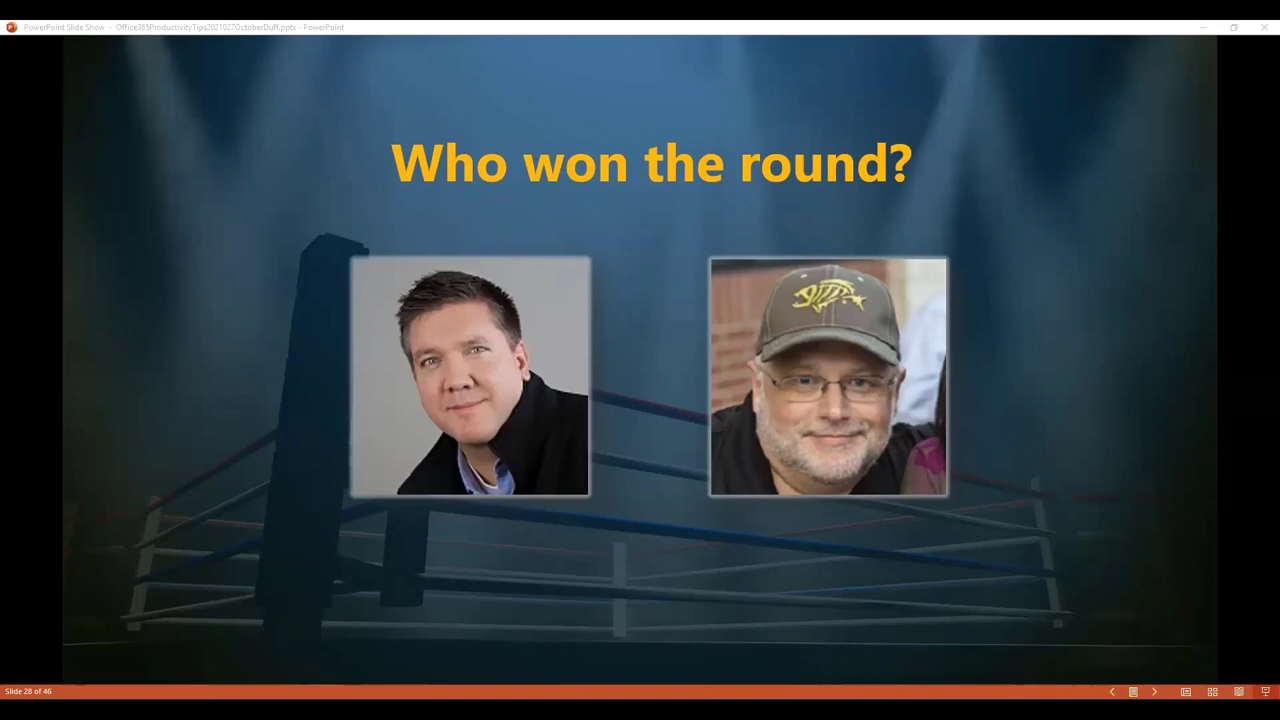 PowerPoint Slide Show - Office365ProductivityTips20211027OctoberDuff.pptx - PowerPoint
Who won the round?
Slide 28 of 46